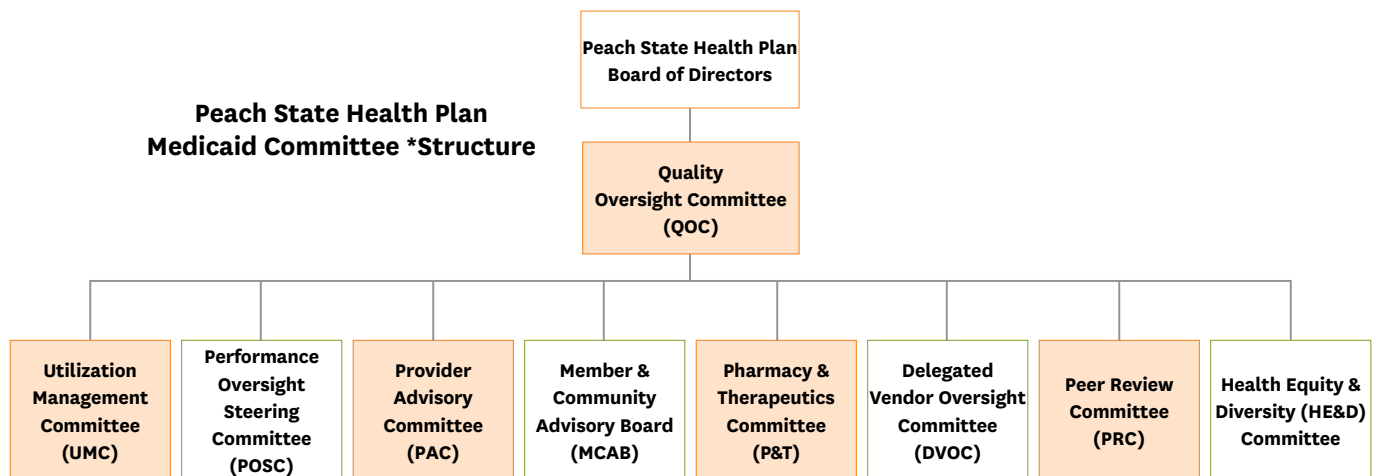 Peach State Health Plan
Board of Directors
Peach State Health Plan
Medicaid Committee *Structure
Quality
Oversight Committee
(QOC)
Utilization
Management
Committee
(UMC)
Performance
Oversight
Steering
Committee
(POSC)
Provider
Advisory
Committee
(PAC)
Member &
Community
Advisory Board
(MCAB)
Pharmacy &
Therapeutics
Committee
(P&T)
Delegated
Vendor Oversight
Committee
(DVOC)
Peer Review
Committee
(PRC)
Health Equity &
Diversity (HE&D)
Committee